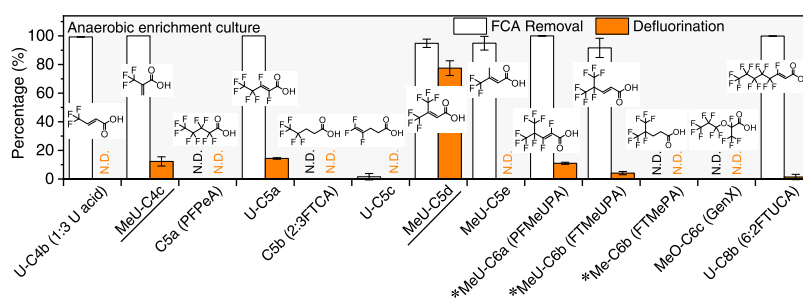 Anaerobic enrichment culture
FCA Removal
Defluorination
Percentage (%)
0
20
40
60
80
100
N.D.
N.D.
N.D.
N.D.
N.D.
N.D.
N.D.
N.D.
N.D.
N.D.
N.D.
U-C4b (1:3 U acid)
MeU-C4c
C5a (PFPeA)
U-C5a
C5b (2:3FTCA)
U-C5c
MeU-C5d
MeU-C5e
*MeU-C6a (PFMeUPA)
*MeU-C6b (FTMeUPA)
*Me-C6b (FTMePA)
MeO-C6c (GenX)
U-C8b (6:2FTUCA)